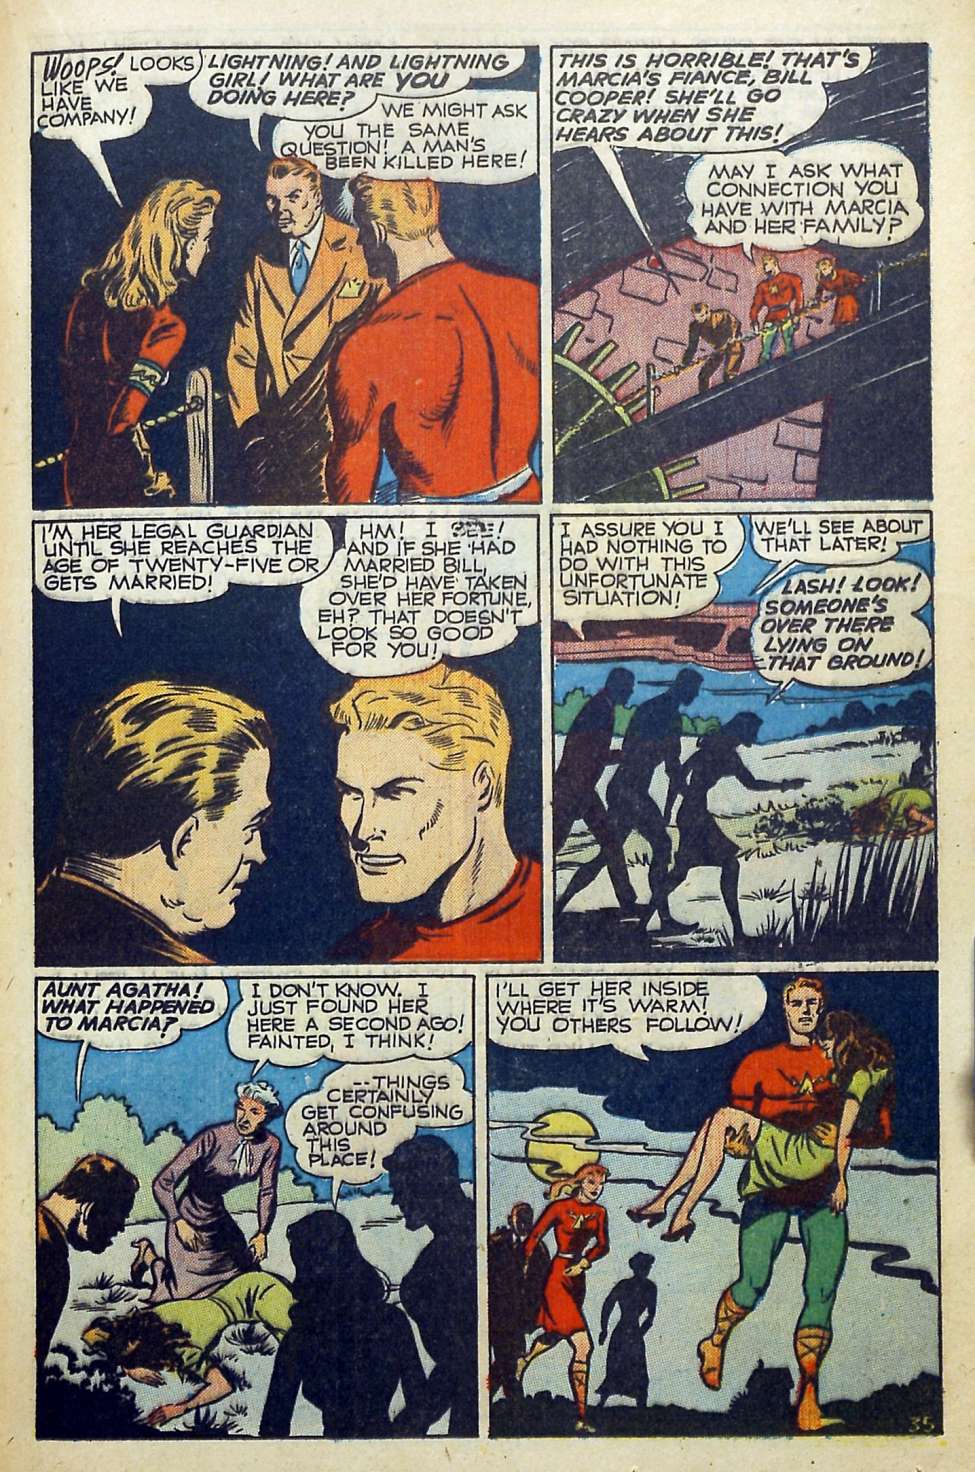 WOOPS! LOOKS
LIKE WE
HAVE
COMPANY!
LIGHTNING! AND LIGHTNING
GIRL! WHAT ARE YOU
DOING HERE?
WE MIGHT ASK
YOU THE SAME
QUESTION! A MAN'S
BEEN KILLED HERE!
THIS IS HORRIBLE! THAT'S
MARCIA'S FIANCE, BILL
COOPER! SHE'LL GO
CRAZY WHEN SHE
HEARS ABOUT THIS!
MAY I ASK WHAT
CONNECTION YOU
HAVE WITH MARCIA
AND HER FAMILY?
I'M HER LEGAL GUARDIAN
UNTIL SHE REACHES THE
AGE OF TWENTY-FIVE OR
GETS MARRIED!
HM! I SEE!
AND IF SHE HAD
MARRIED BILL,
SHE'D HAVE TAKEN
OVER HER FORTUNE,
EH? THAT DOESN'T
LOOK SO GOOD
FOR YOU!
I ASSURE YOU I
HAD NOTHING TO
DO WITH THIS
UNFORTUNATE
SITUATION!
WE'LL SEE ABOUT
THAT LATER!
LASH! LOOK!
SOMEONE'S
OVER THERE
LYING ON
THAT GROUND!
AUNT AGATHA!
WHAT HAPPENED
TO MARCIA?
I DON'T KNOW. I
JUST FOUND HER
HERE A SECOND AGO!
FAINTED, I THINK!
--THINGS
CERTAINLY
GET CONFUSING
AROUND
THIS
PLACE!
I'LL GET HER INSIDE
WHERE IT'S WARM!
YOU OTHERS FOLLOW!
35